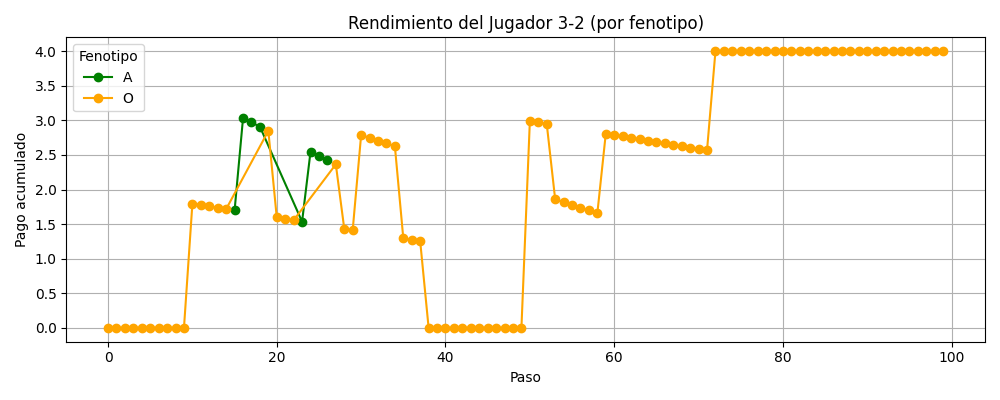 Rendimiento del Jugador 3-2 (por fenotipo)
Pago acumulado
4.0
3.5
3.0
2.5
2.0
1.5
1.0
0.5
0.0
Fenotipo
A
O
0 20 40 60 80 100
Paso